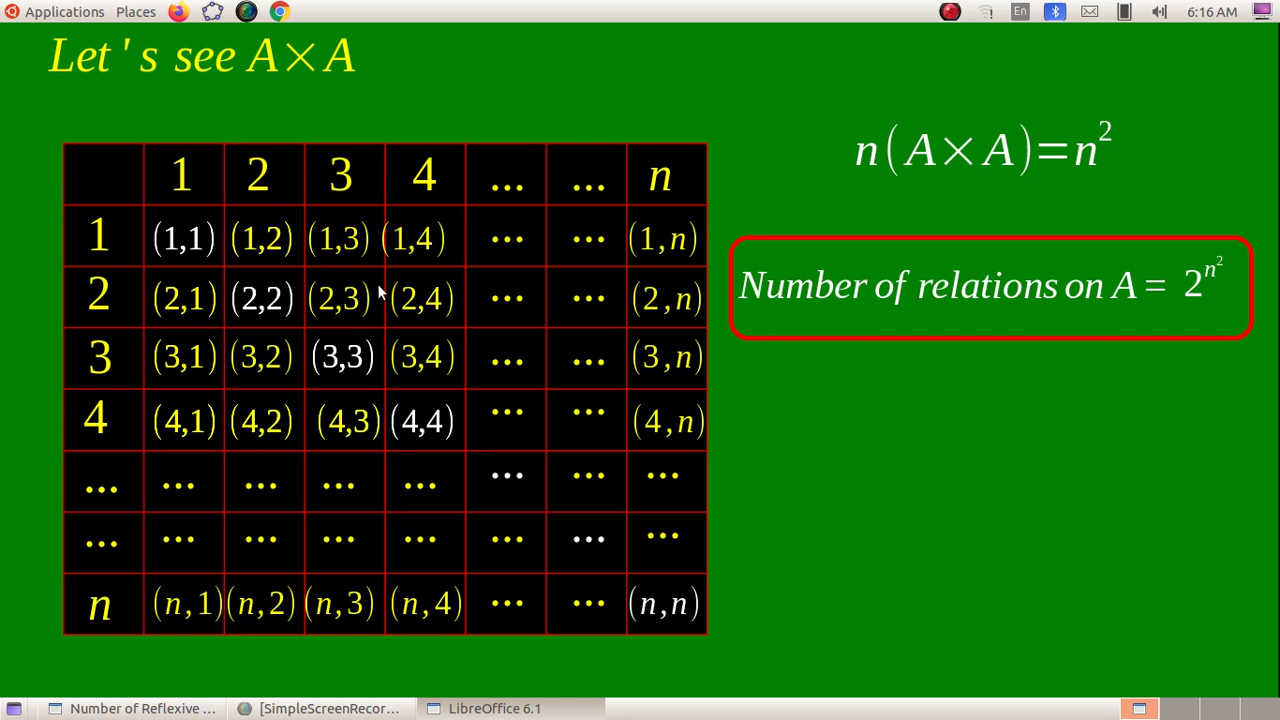 Applications Places En 6:16 AM
Let ' s see A×A
n(A×A)=n²
1 2 3 4 ... ... n
1 (1,1) (1,2) (1,3) (1,4) ... ... (1,n)
2 (2,1) (2,2) (2,3) (2,4) ... ... (2,n)
3 (3,1) (3,2) (3,3) (3,4) ... ... (3,n)
4 (4,1) (4,2) (4,3) (4,4) ... ... (4,n)
... ... ... ... ... ... ... ...
... ... ... ... ... ... ... ...
n (n,1) (n,2) (n,3) (n,4) ... ... (n,n)
Number of relations on A = 2^n²
Number of Reflexive ... [SimpleScreenRecor... LibreOffice 6.1